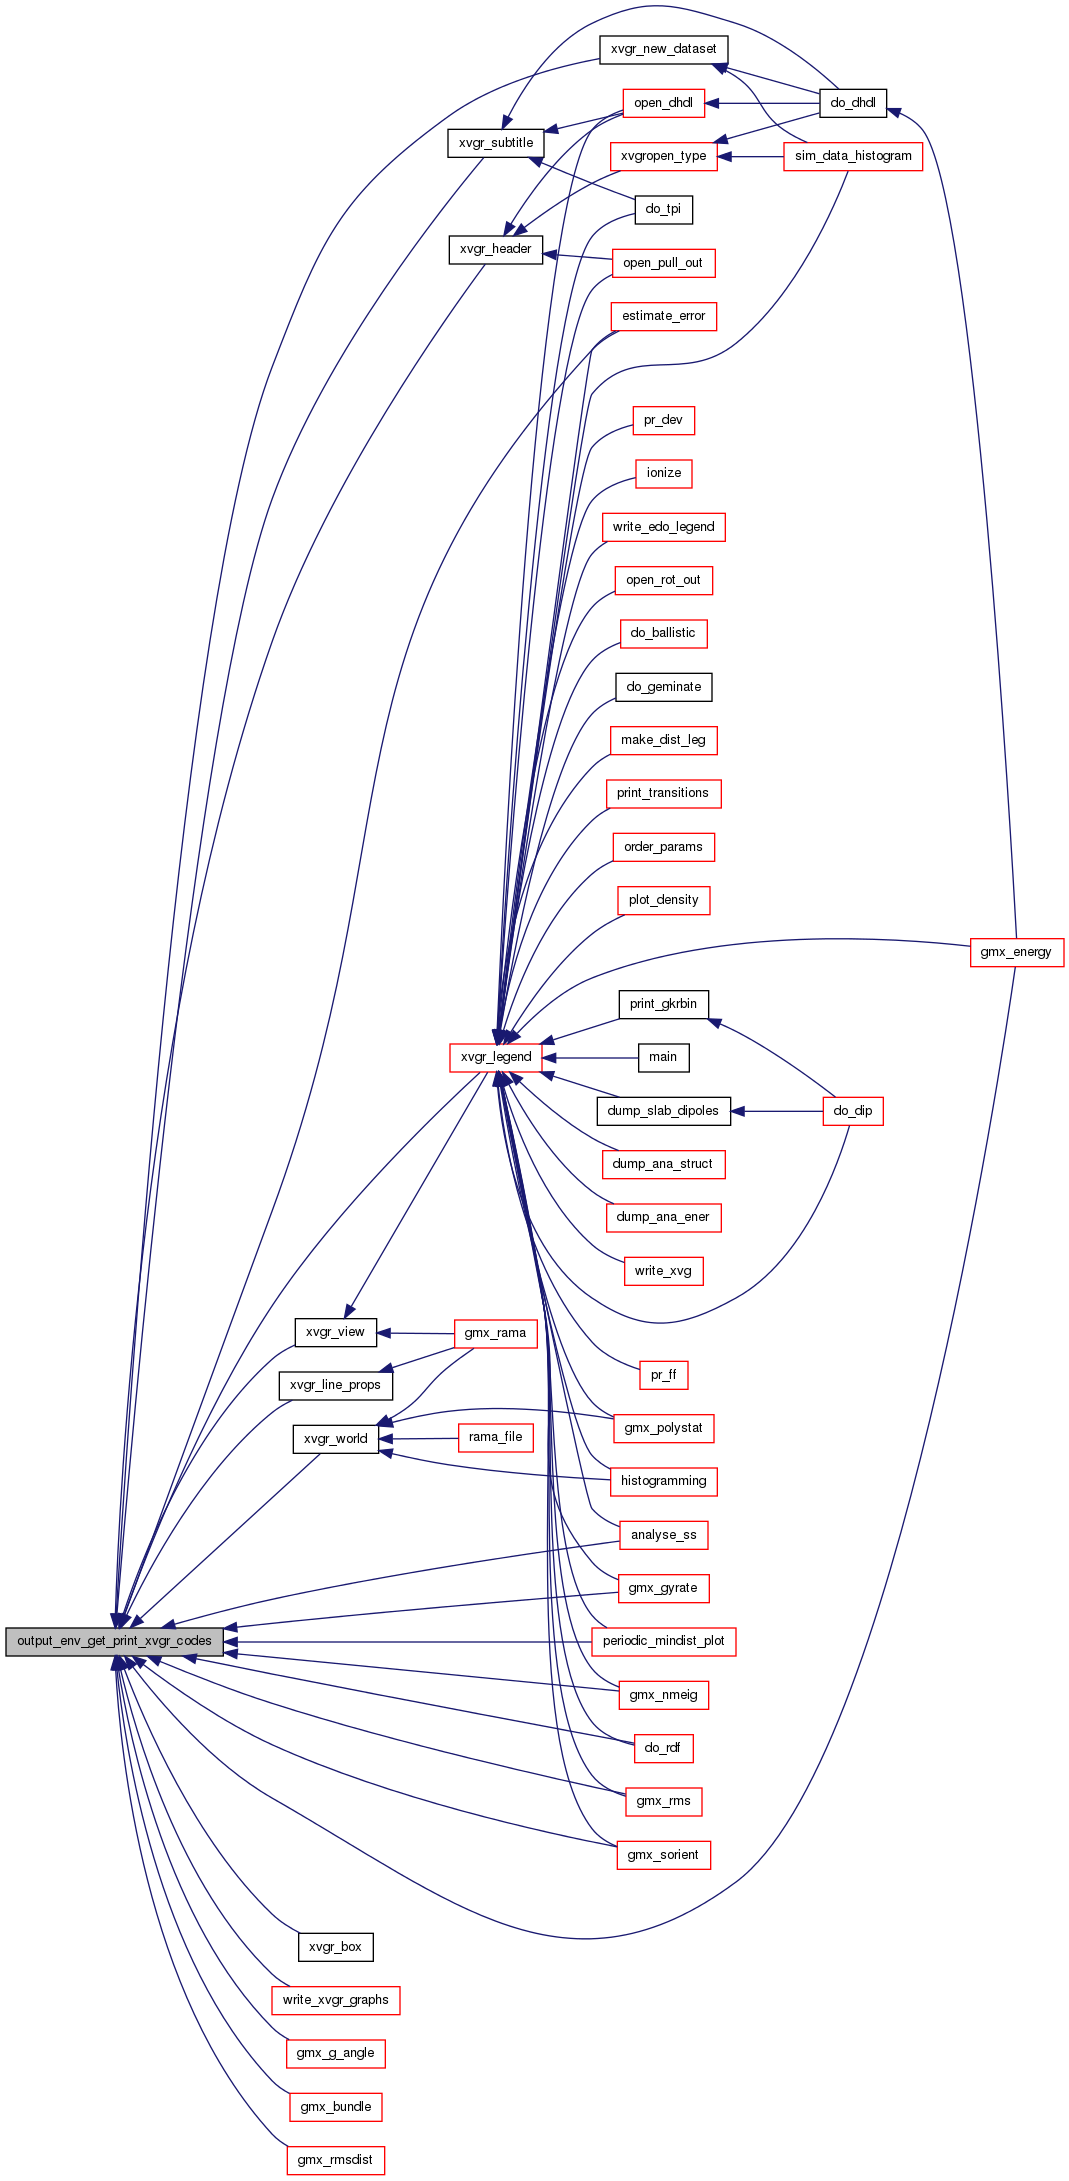 xvgr_new_dataset
open_dhdl
do_dhdl
xvgr_subtitle
xvgropen_type
sim_data_histogram
do_tpi
xvgr_header
open_pull_out
estimate_error
pr_dev
ionize
write_edo_legend
open_rot_out
do_ballistic
do_geminate
make_dist_leg
print_transitions
order_params
plot_density
gmx_energy
print_gkrbin
xvgr_legend
main
dump_slab_dipoles
do_dip
dump_ana_struct
dump_ana_ener
write_xvg
xvgr_view
gmx_rama
pr_ff
xvgr_line_props
gmx_polystat
xvgr_world
rama_file
histogramming
analyse_ss
gmx_gyrate
output_env_get_print_xvgr_codes
periodic_mindist_plot
gmx_nmeig
do_rdf
gmx_rms
gmx_sorient
xvgr_box
write_xvgr_graphs
gmx_g_angle
gmx_bundle
gmx_rmsdist